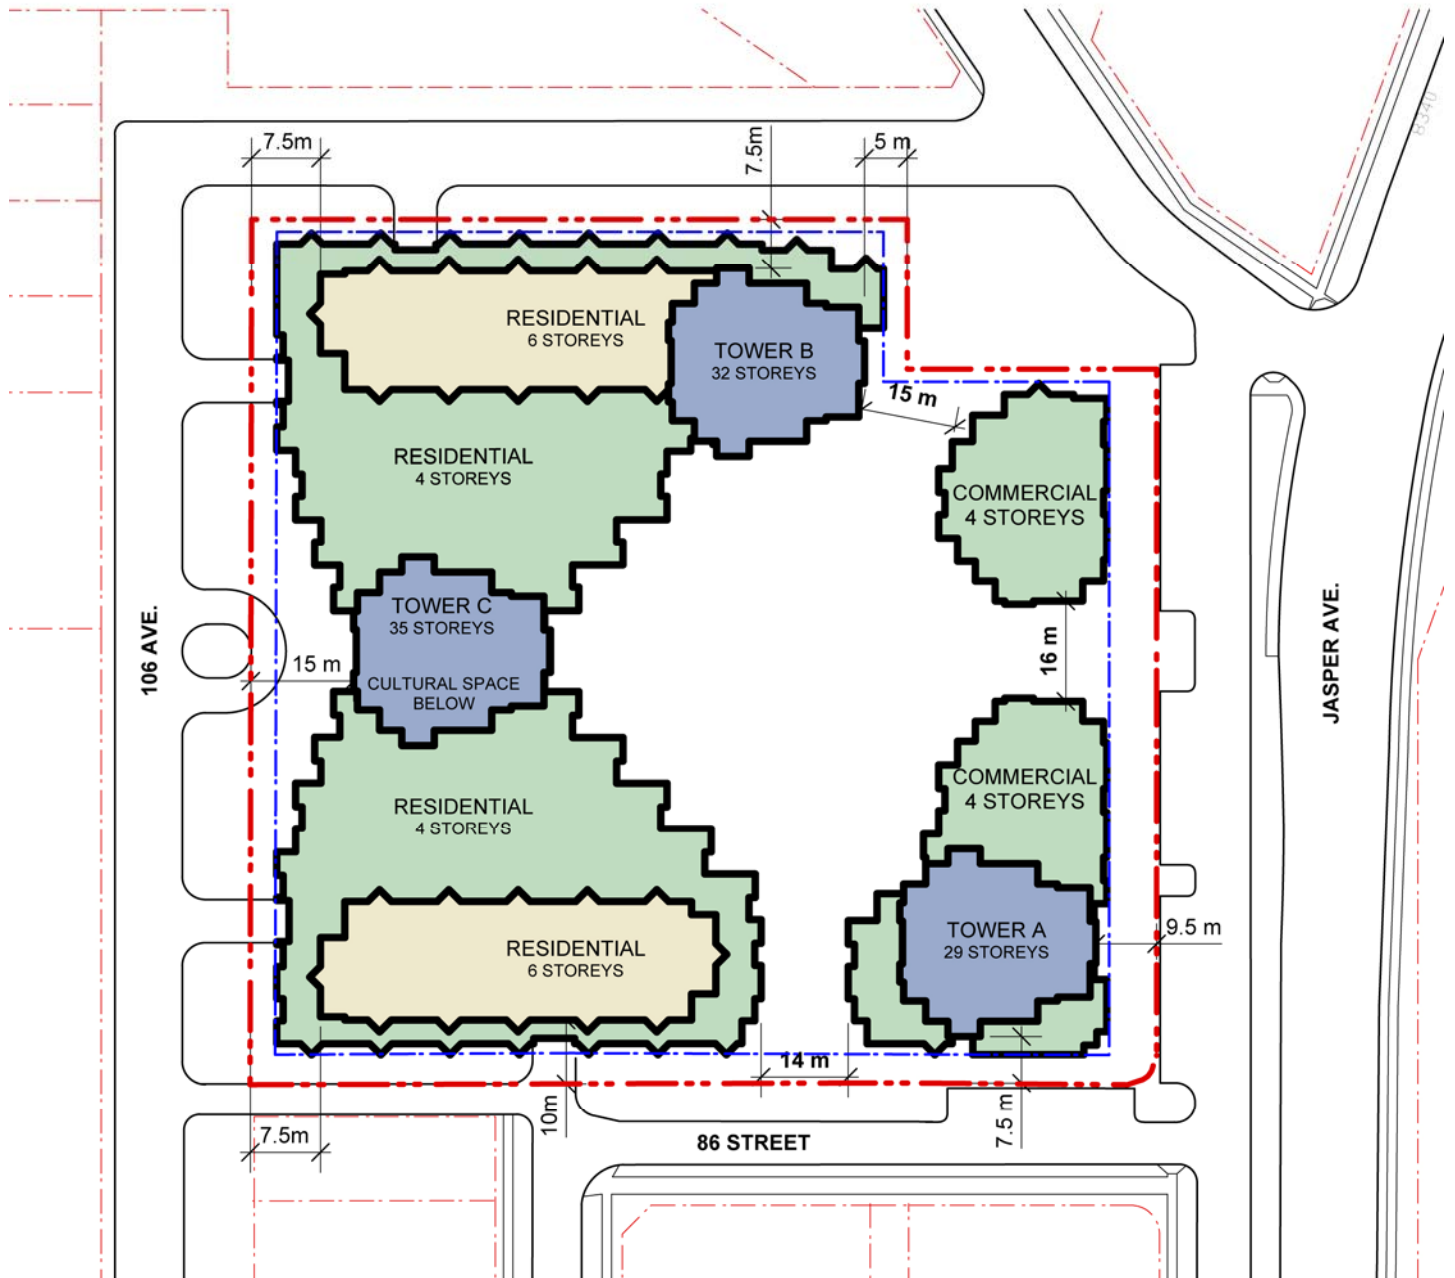 8340
7.5m
7.5m
5 m
RESIDENTIAL
6 STOREYS
TOWER B
32 STOREYS
15 m
RESIDENTIAL
4 STOREYS
COMMERCIAL
4 STOREYS
TOWER C
35 STOREYS
106 AVE.
15 m
16 m
JASPER AVE.
CULTURAL SPACE
BELOW
RESIDENTIAL
4 STOREYS
COMMERCIAL
4 STOREYS
RESIDENTIAL
6 STOREYS
TOWER A
29 STOREYS
9.5 m
14 m
10m
7.5 m
7.5m
86 STREET